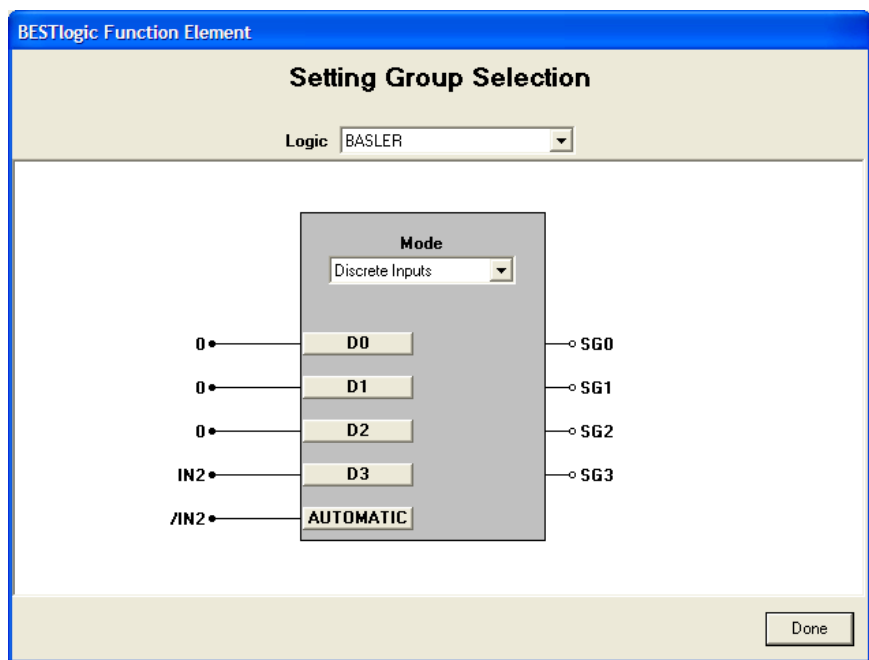 BESTlogic Function Element
Setting Group Selection
Logic BASLER
Mode
Discrete Inputs
0 D0 SG0
0 D1 SG1
0 D2 SG2
IN2 D3 SG3
/IN2 AUTOMATIC
Done